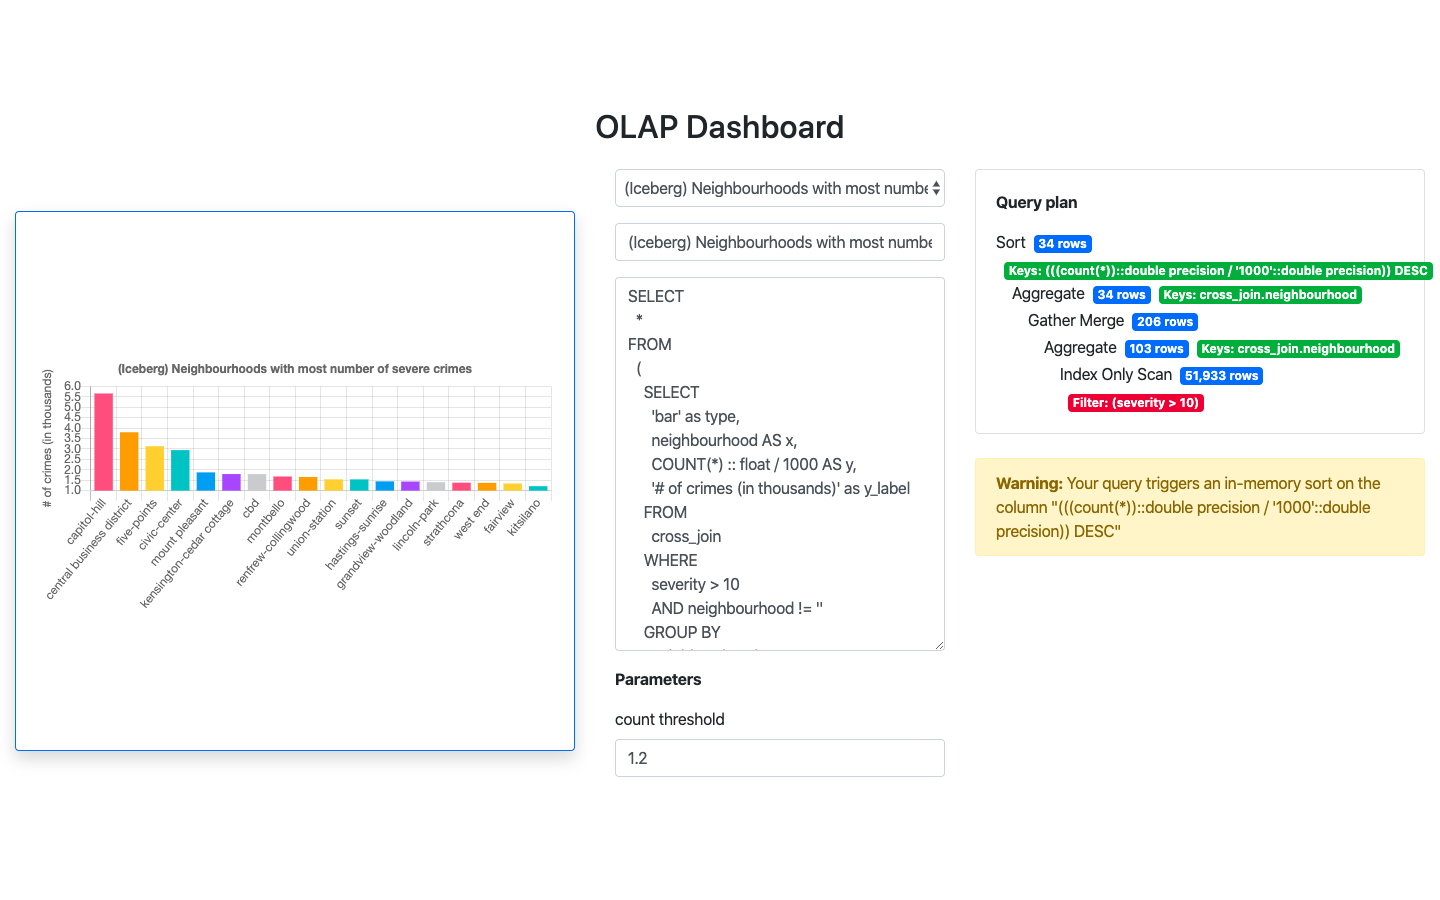 OLAP Dashboard
(Iceberg) Neighbourhoods with most number of severe crimes
# of crimes (in thousands)
6.0
5.5
5.0
4.5
4.0
3.5
3.0
2.5
2.0
1.5
1.0
capitol-hill
central business district
five-points
civic-center
mount pleasant
kensington-cedar cottage
cbd
montbello
renfrew-collingwood
union-station
sunset
hastings-sunrise
grandview-woodland
lincoln-park
strathcona
west end
fairview
kitsilano
(Iceberg) Neighbourhoods with most numbe
(Iceberg) Neighbourhoods with most numbe
SELECT
*
FROM
(
SELECT
'bar' as type,
neighbourhood AS x,
COUNT(*) :: float / 1000 AS y,
'# of crimes (in thousands)' as y_label
FROM
cross_join
WHERE
severity > 10
AND neighbourhood != ''
GROUP BY
Parameters
count threshold
1.2
Query plan
Sort 34 rows
Keys: (((count(*))::double precision / '1000'::double precision)) DESC
Aggregate 34 rows Keys: cross_join.neighbourhood
Gather Merge 206 rows
Aggregate 103 rows Keys: cross_join.neighbourhood
Index Only Scan 51,933 rows
Filter: (severity > 10)
Warning: Your query triggers an in-memory sort on the
column "(((count(*))::double precision / '1000'::double
precision)) DESC"